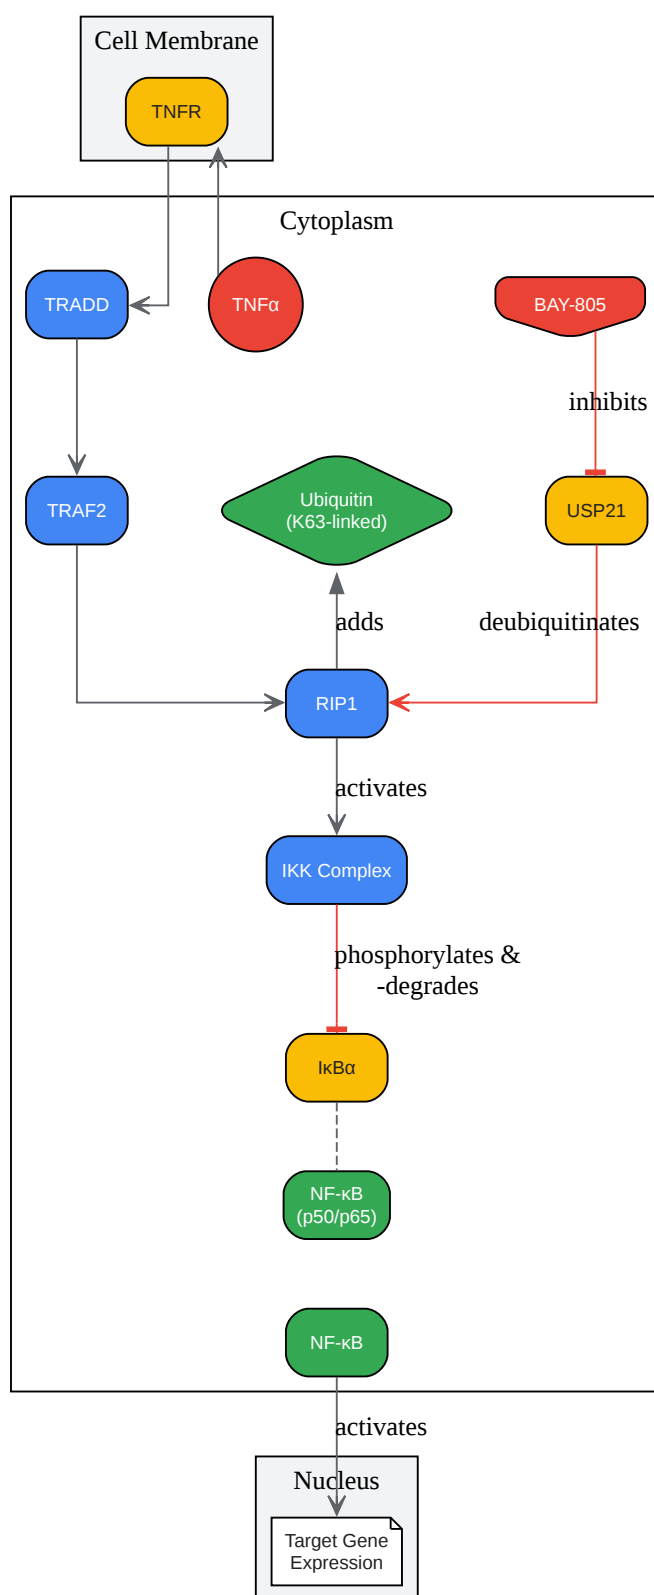 Cell Membrane
TNFR
Cytoplasm
TRADD
TNFα
BAY-805
inhibits
TRAF2
Ubiquitin
(K63-linked)
USP21
adds
deubiquitinates
RIP1
activates
IKK Complex
phosphorylates &
-degrades
IκBα
NF-κB
(p50/p65)
NF-κB
activates
Nucleus
Target Gene
Expression